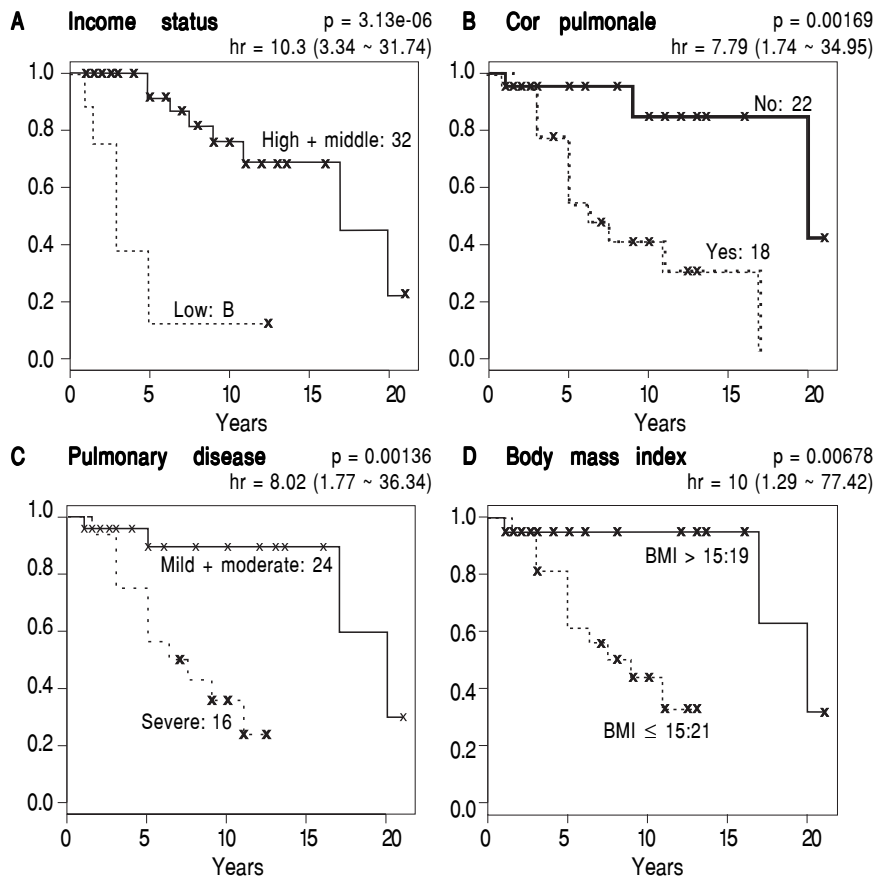 A Income status p = 3.13e-06
hr = 10.3 (3.34 ~ 31.74)
1.0
0.8
0.6
0.4
0.2
0.0
High + middle: 32
Low: B
0 5 10 15 20
Years
B Cor pulmonale p = 0.00169
hr = 7.79 (1.74 ~ 34.95)
1.0
0.8
0.6
0.4
0.2
0.0
No: 22
Yes: 18
0 5 10 15 20
Years
C Pulmonary disease p = 0.00136
hr = 8.02 (1.77 ~ 36.34)
1.0
0.8
0.6
0.4
0.2
0.0
Mild + moderate: 24
Severe: 16
0 5 10 15 20
Years
D Body mass index p = 0.00678
hr = 10 (1.29 ~ 77.42)
1.0
0.8
0.6
0.4
0.2
0.0
BMI > 15:19
BMI ≤ 15:21
0 5 10 15 20
Years